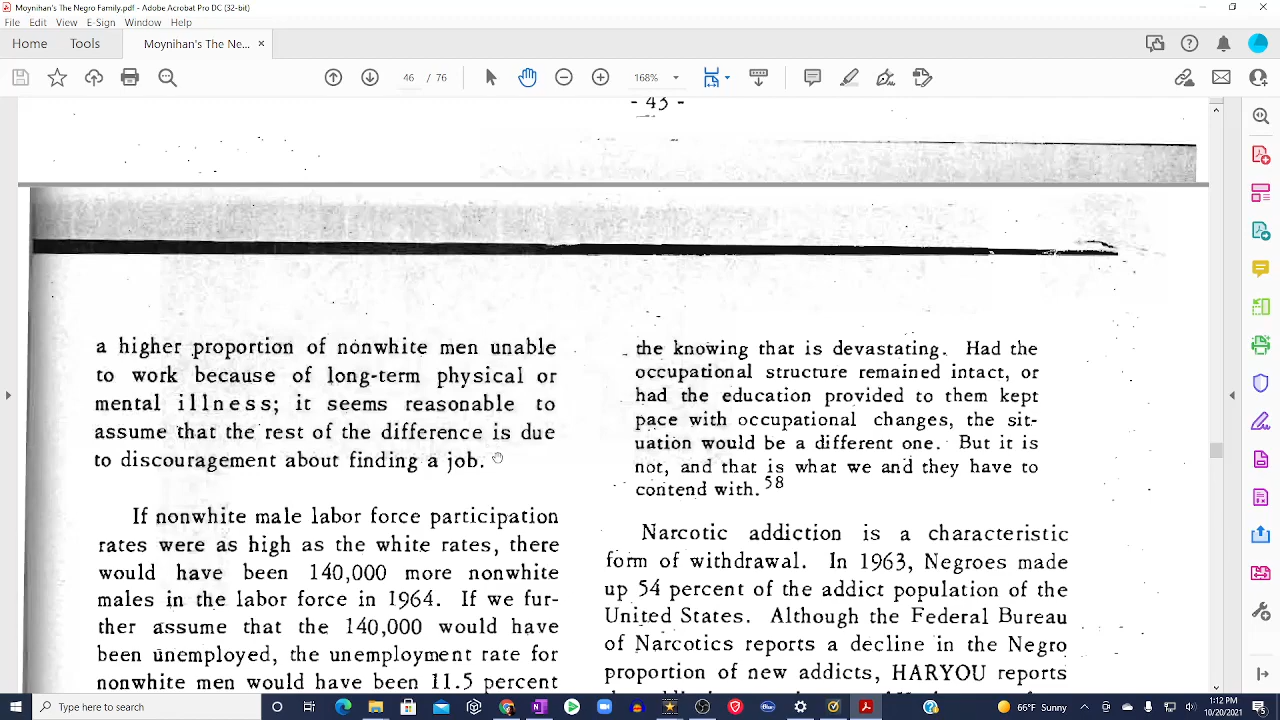 Moynihan's The Negro Family.pdf - Adobe Acrobat Pro DC (32-bit)
File Edit View Sign Window Help
Home Tools Moynihan's The Ne... ×
46 / 76 168%
- 43 -
a higher proportion of nonwhite men unable
to work because of long-term physical or
mental illness; it seems reasonable to
assume that the rest of the difference is due
to discouragement about finding a job.
If nonwhite male labor force participation
rates were as high as the white rates, there
would have been 140,000 more nonwhite
males in the labor force in 1964. If we fur-
ther assume that the 140,000 would have
been unemployed, the unemployment rate for
nonwhite men would have been 11.5 percent
the knowing that is devastating. Had the
occupational structure remained intact, or
had the education provided to them kept
pace with occupational changes, the sit-
uation would be a different one. But it is
not, and that is what we and they have to
contend with.58
Narcotic addiction is a characteristic
form of withdrawal. In 1963, Negroes made
up 54 percent of the addict population of the
United States. Although the Federal Bureau
of Narcotics reports a decline in the Negro
proportion of new addicts, HARYOU reports
Type here to search
66°F Sunny
1:12 PM
10/20/2021